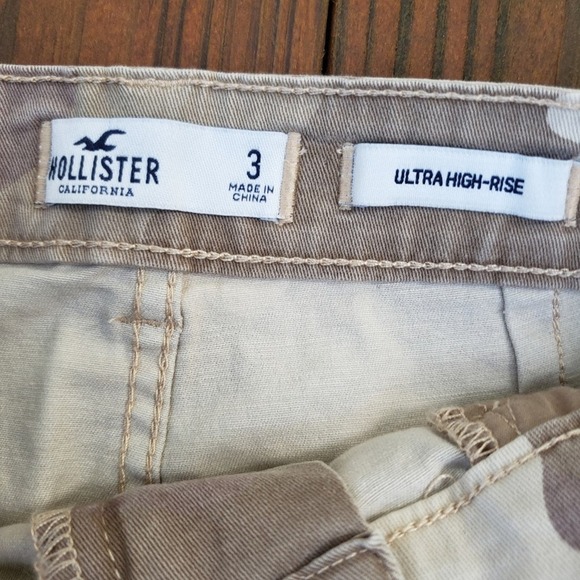 HOLLISTER
CALIFORNIA
3
MADE IN
CHINA
ULTRA HIGH-RISE